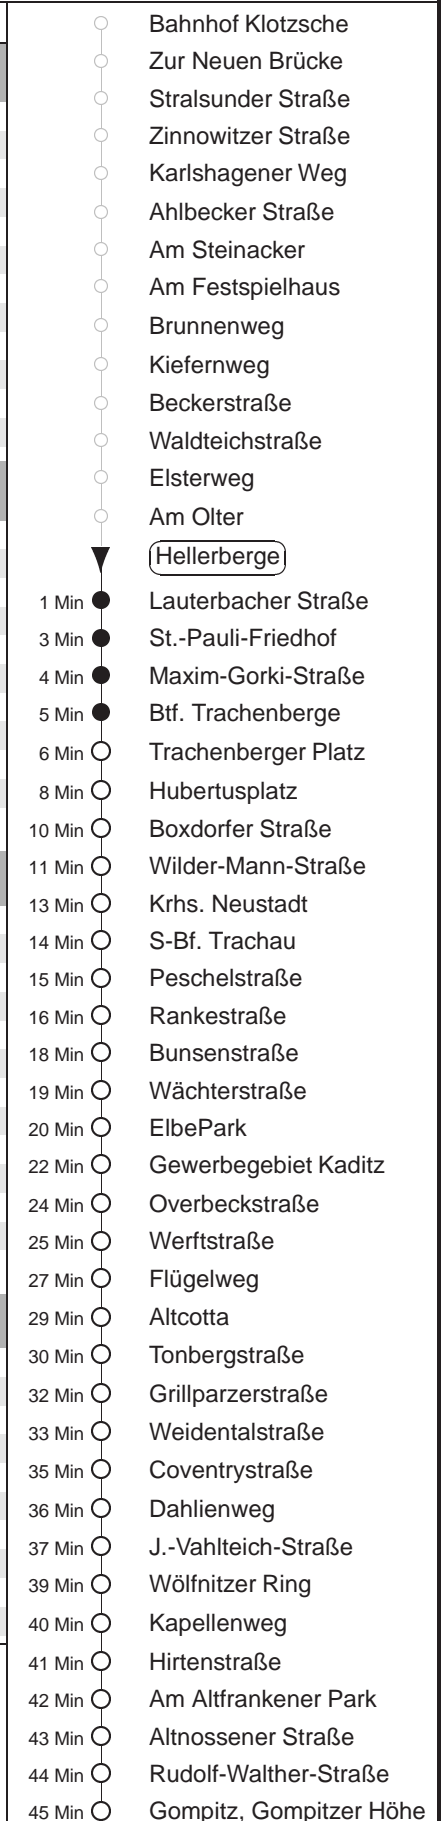 Bahnhof Klotzsche
Zur Neuen Brücke
Stralsunder Straße
Zinnowitzer Straße
Karlshagener Weg
Ahlbecker Straße
Am Steinacker
Am Festspielhaus
Brunnenweg
Kiefernweg
Beckerstraße
Waldteichstraße
Elsterweg
Am Olter
Hellerberge
1 Min Lauterbacher Straße
3 Min St.-Pauli-Friedhof
4 Min Maxim-Gorki-Straße
5 Min Btf. Trachenberge
6 Min Trachenberger Platz
8 Min Hubertusplatz
10 Min Boxdorfer Straße
11 Min Wilder-Mann-Straße
13 Min Krhs. Neustadt
14 Min S-Bf. Trachau
15 Min Peschelstraße
16 Min Rankestraße
18 Min Bunsenstraße
19 Min Wächterstraße
20 Min ElbePark
22 Min Gewerbegebiet Kaditz
24 Min Overbeckstraße
25 Min Werftstraße
27 Min Flügelweg
29 Min Altcotta
30 Min Tonbergstraße
32 Min Grillparzerstraße
33 Min Weidentalstraße
35 Min Coventrystraße
36 Min Dahlienweg
37 Min J.-Vahlteich-Straße
39 Min Wölfnitzer Ring
40 Min Kapellenweg
41 Min Hirtenstraße
42 Min Am Altfrankener Park
43 Min Altnossener Straße
44 Min Rudolf-Walther-Straße
45 Min Gompitz, Gompitzer Höhe